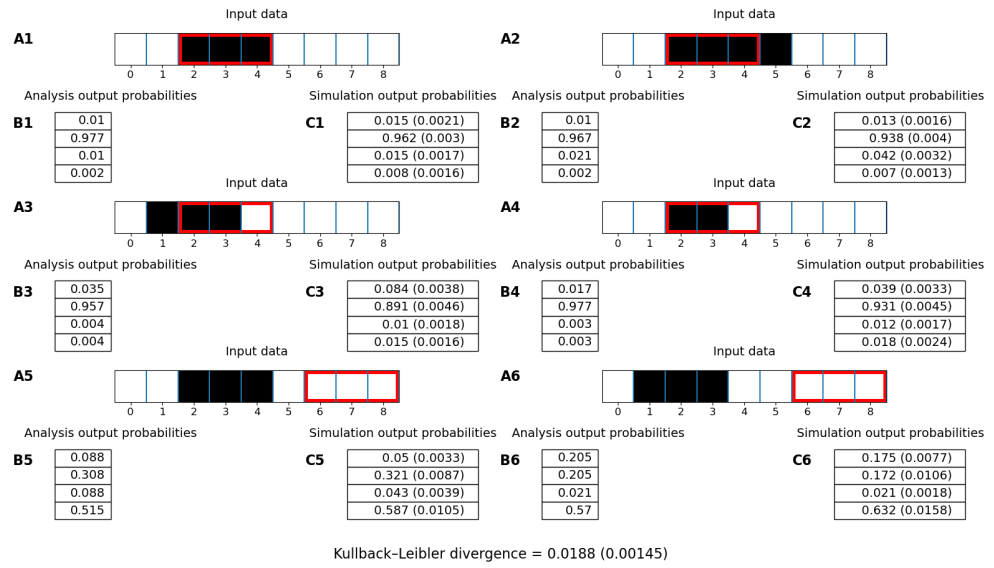 Input data Input data
A1 A2
0 1 2 3 4 5 6 7 8 0 1 2 3 4 5 6 7 8
Analysis output probabilities Simulation output probabilities Analysis output probabilities Simulation output probabilities
B1 0.01 C1 0.015 (0.0021) B2 0.01 C2 0.013 (0.0016)
0.977 0.962 (0.003) 0.967 0.938 (0.004)
0.01 0.015 (0.0017) 0.021 0.042 (0.0032)
0.002 0.008 (0.0016) 0.002 0.007 (0.0013)
Input data Input data
A3 A4
0 1 2 3 4 5 6 7 8 0 1 2 3 4 5 6 7 8
Analysis output probabilities Simulation output probabilities Analysis output probabilities Simulation output probabilities
B3 0.035 C3 0.084 (0.0038) B4 0.017 C4 0.039 (0.0033)
0.957 0.891 (0.0046) 0.977 0.931 (0.0045)
0.004 0.01 (0.0018) 0.003 0.012 (0.0017)
0.004 0.015 (0.0016) 0.003 0.018 (0.0024)
Input data Input data
A5 A6
0 1 2 3 4 5 6 7 8 0 1 2 3 4 5 6 7 8
Analysis output probabilities Simulation output probabilities Analysis output probabilities Simulation output probabilities
B5 0.088 C5 0.05 (0.0033) B6 0.205 C6 0.175 (0.0077)
0.308 0.321 (0.0087) 0.205 0.172 (0.0106)
0.088 0.043 (0.0039) 0.021 0.021 (0.0018)
0.515 0.587 (0.0105) 0.57 0.632 (0.0158)
Kullback–Leibler divergence = 0.0188 (0.00145)